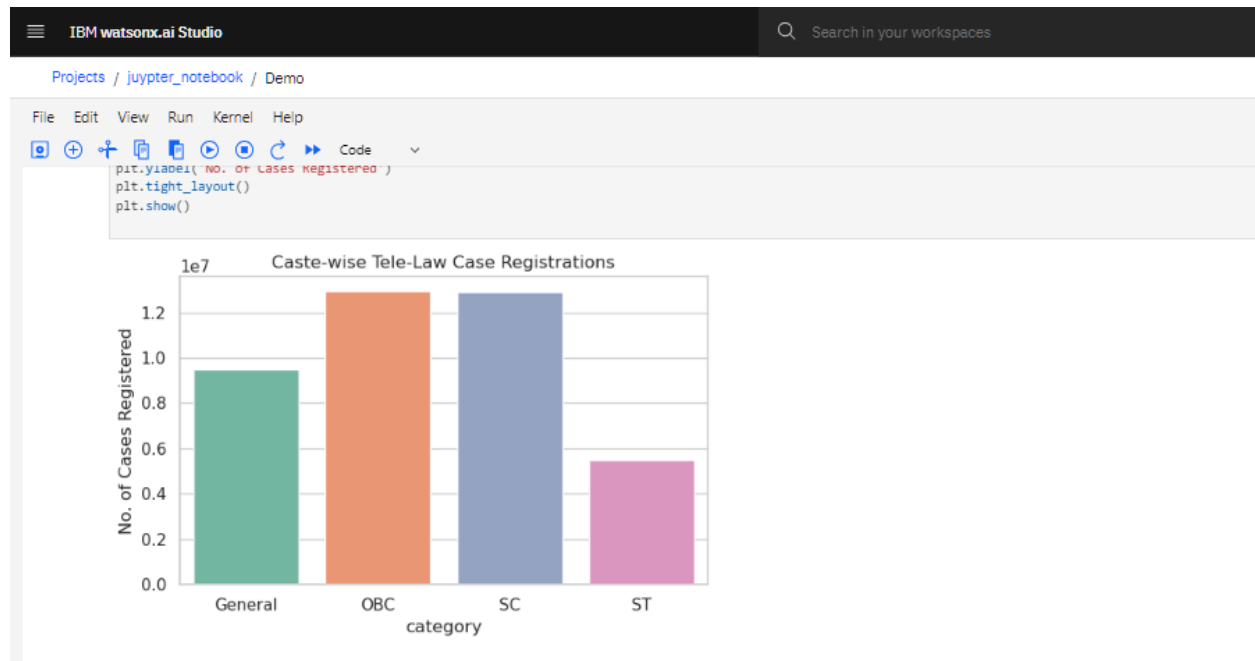 IBM watsonx.ai Studio
Search in your workspaces
Projects / juypter_notebook / Demo
File Edit View Run Kernel Help
Code
plt.ylabel('No. of Cases Registered')
plt.tight_layout()
plt.show()
1e7
Caste-wise Tele-Law Case Registrations
No. of Cases Registered
1.2
1.0
0.8
0.6
0.4
0.2
0.0
General OBC SC ST
category